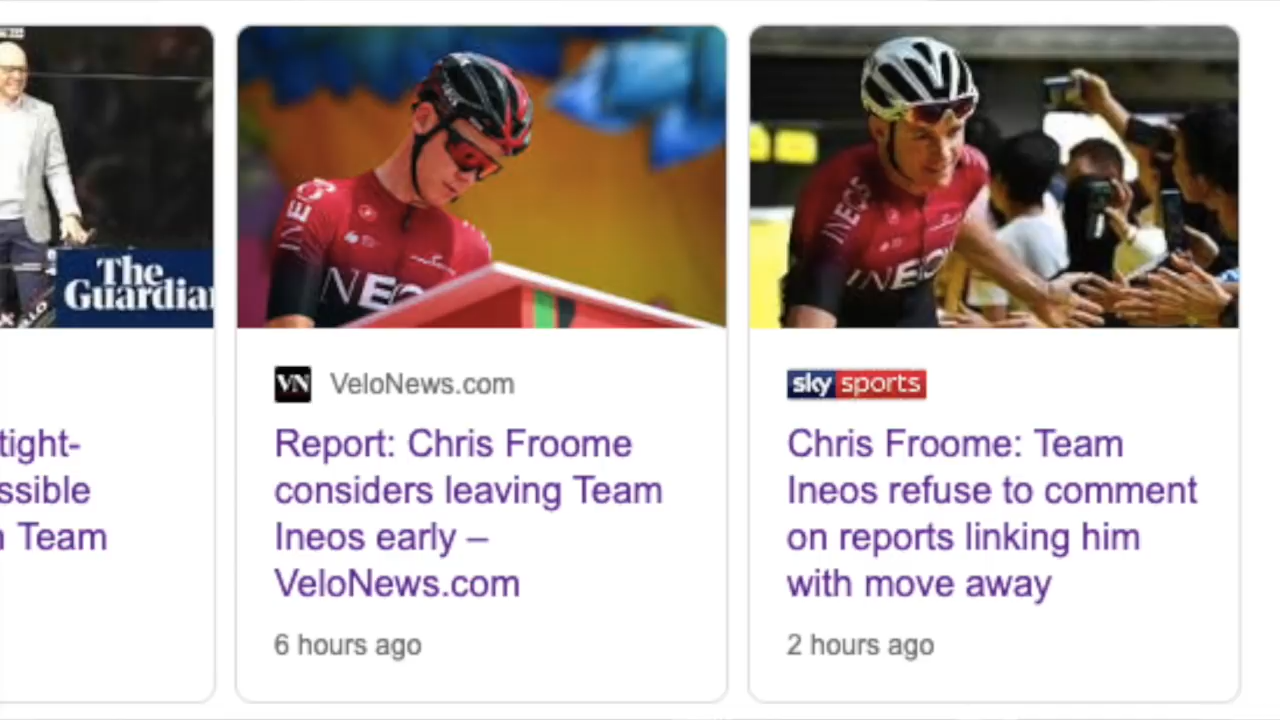 The
Guardian
tight-
ssible
n Team
INEOS
INEO
VN VeloNews.com
Report: Chris Froome
considers leaving Team
Ineos early –
VeloNews.com
6 hours ago
INEOS
INEOS
sky sports
Chris Froome: Team
Ineos refuse to comment
on reports linking him
with move away
2 hours ago